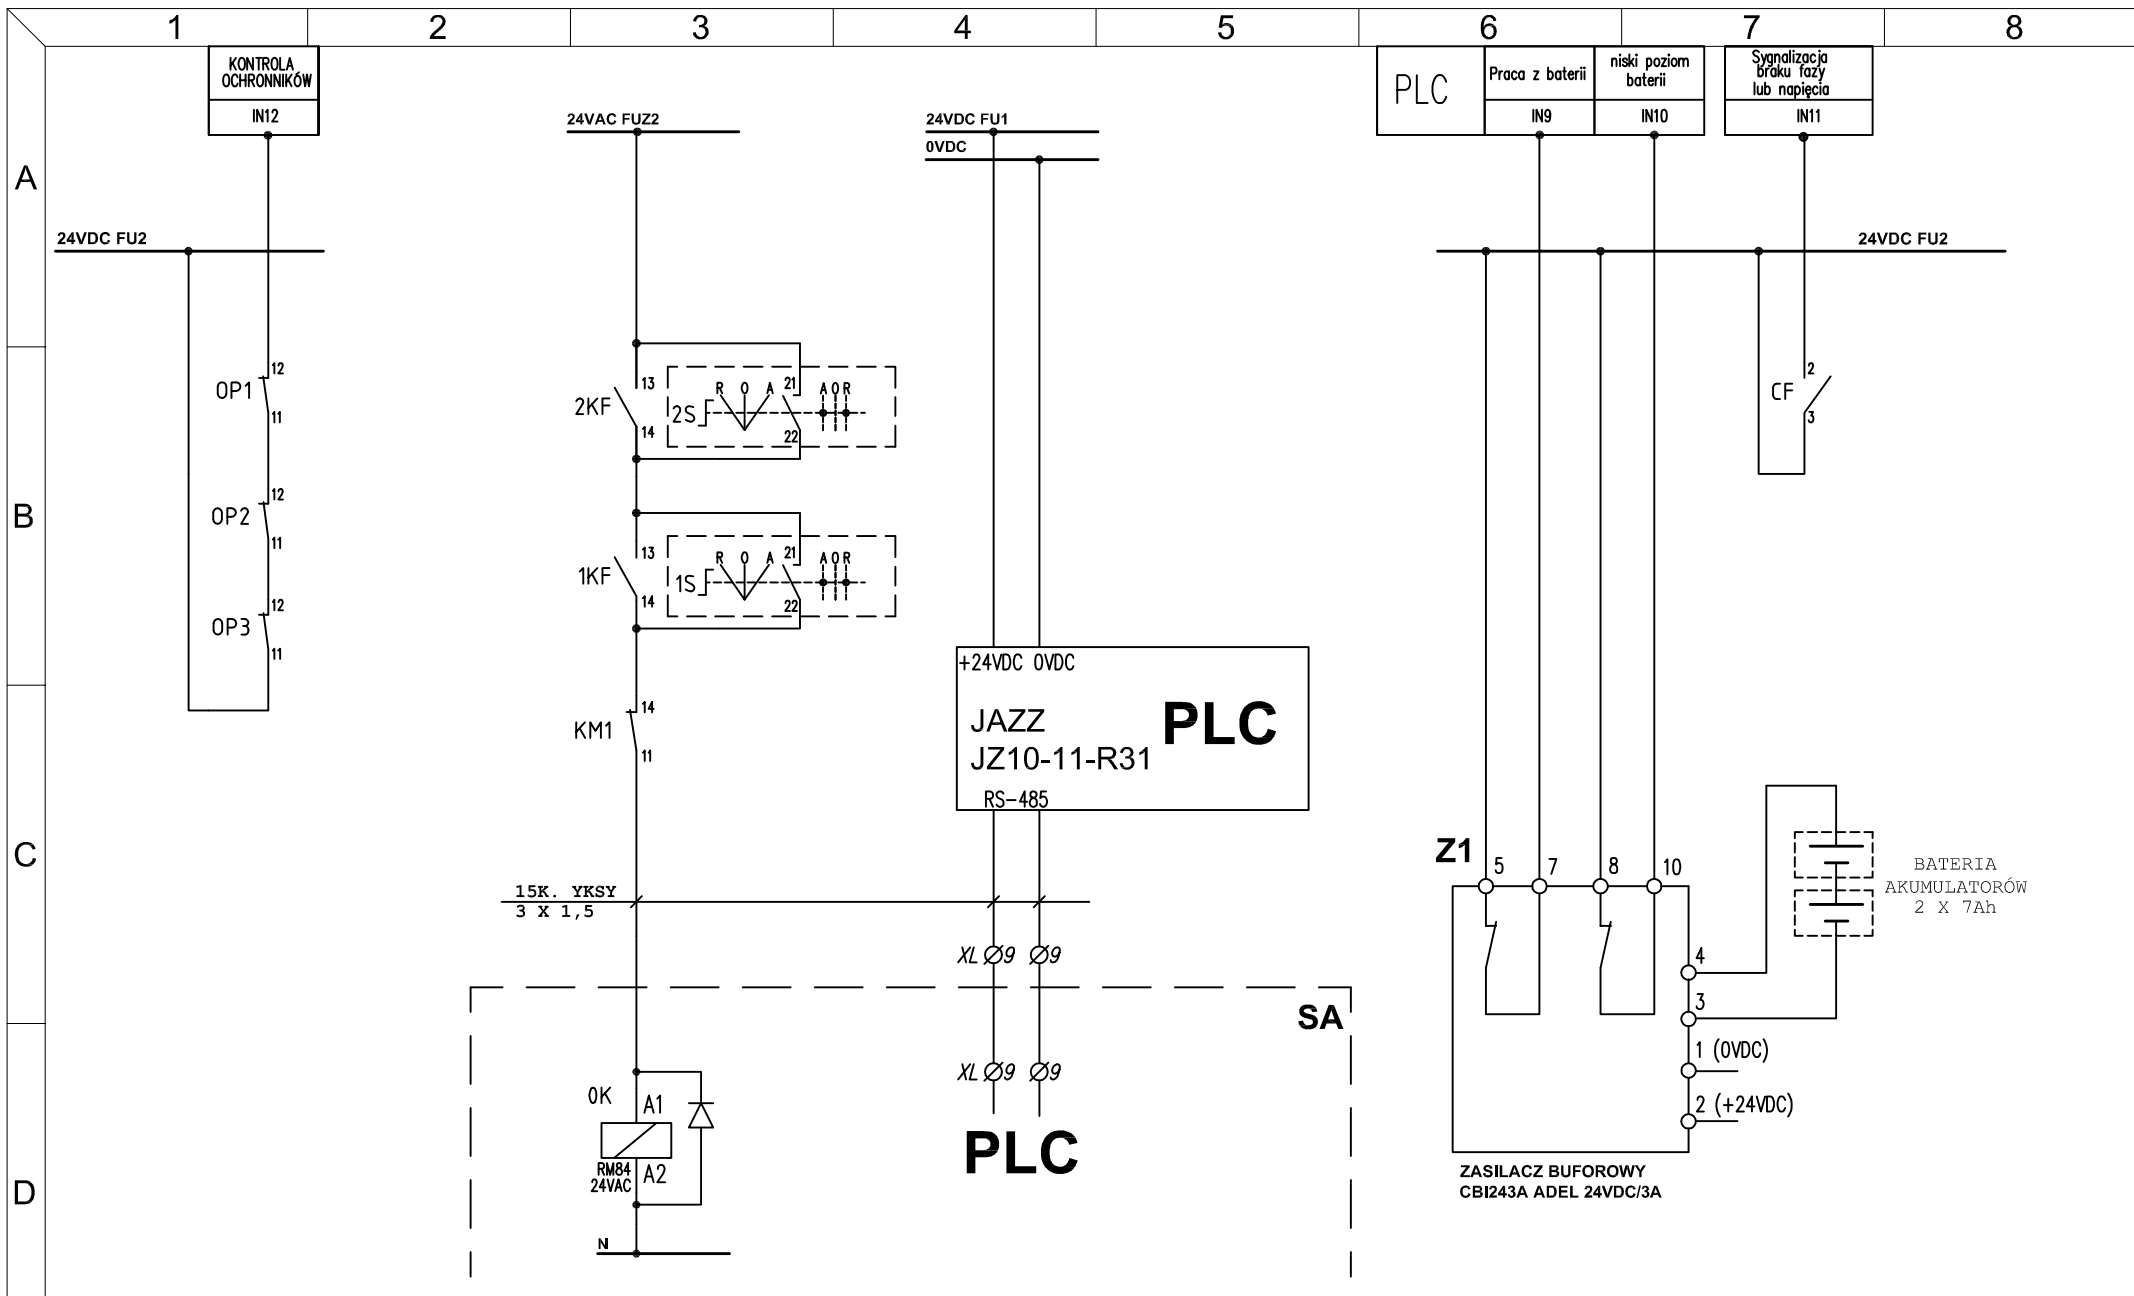 1 2 3 4 5 6 7 8
A
B
C
D
KONTROLA
OCHRONNIKÓW
IN12
24VDC FU2
OP1
12
11
OP2
12
11
OP3
12
11
24VAC FUZ2
2KF
13
14
2S
R O A
21
22
A O R
1KF
13
14
1S
R O A
21
22
A O R
KM1
14
11
15K. YKSY
3 X 1,5
0K
A1
RM84
24VAC
A2
N
24VDC FU1
0VDC
+24VDC 0VDC
JAZZ
JZ10-11-R31
PLC
RS-485
XL 9 9
SA
XL 9 9
PLC
PLC
Praca z baterii
IN9
niski poziom
baterii
IN10
Sygnalizacja
braku fazy
lub napięcia
IN11
24VDC FU2
CF
2
3
Z1
5 7 8 10
4
3
1 (0VDC)
2 (+24VDC)
BATERIA
AKUMULATORÓW
2 X 7Ah
ZASILACZ BUFOROWY
CBI243A ADEL 24VDC/3A